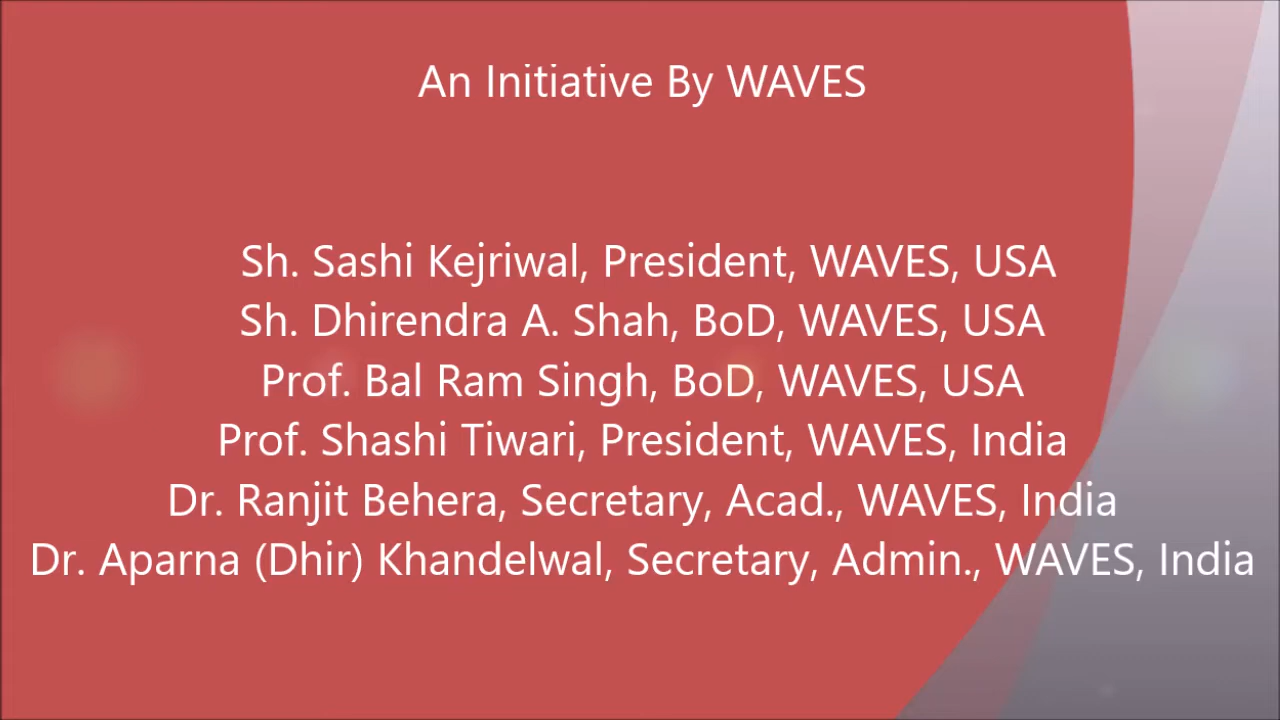 An Initiative By WAVES
Sh. Sashi Kejriwal, President, WAVES, USA
Sh. Dhirendra A. Shah, BoD, WAVES, USA
Prof. Bal Ram Singh, BoD, WAVES, USA
Prof. Shashi Tiwari, President, WAVES, India
Dr. Ranjit Behera, Secretary, Acad., WAVES, India
Dr. Aparna (Dhir) Khandelwal, Secretary, Admin., WAVES, India